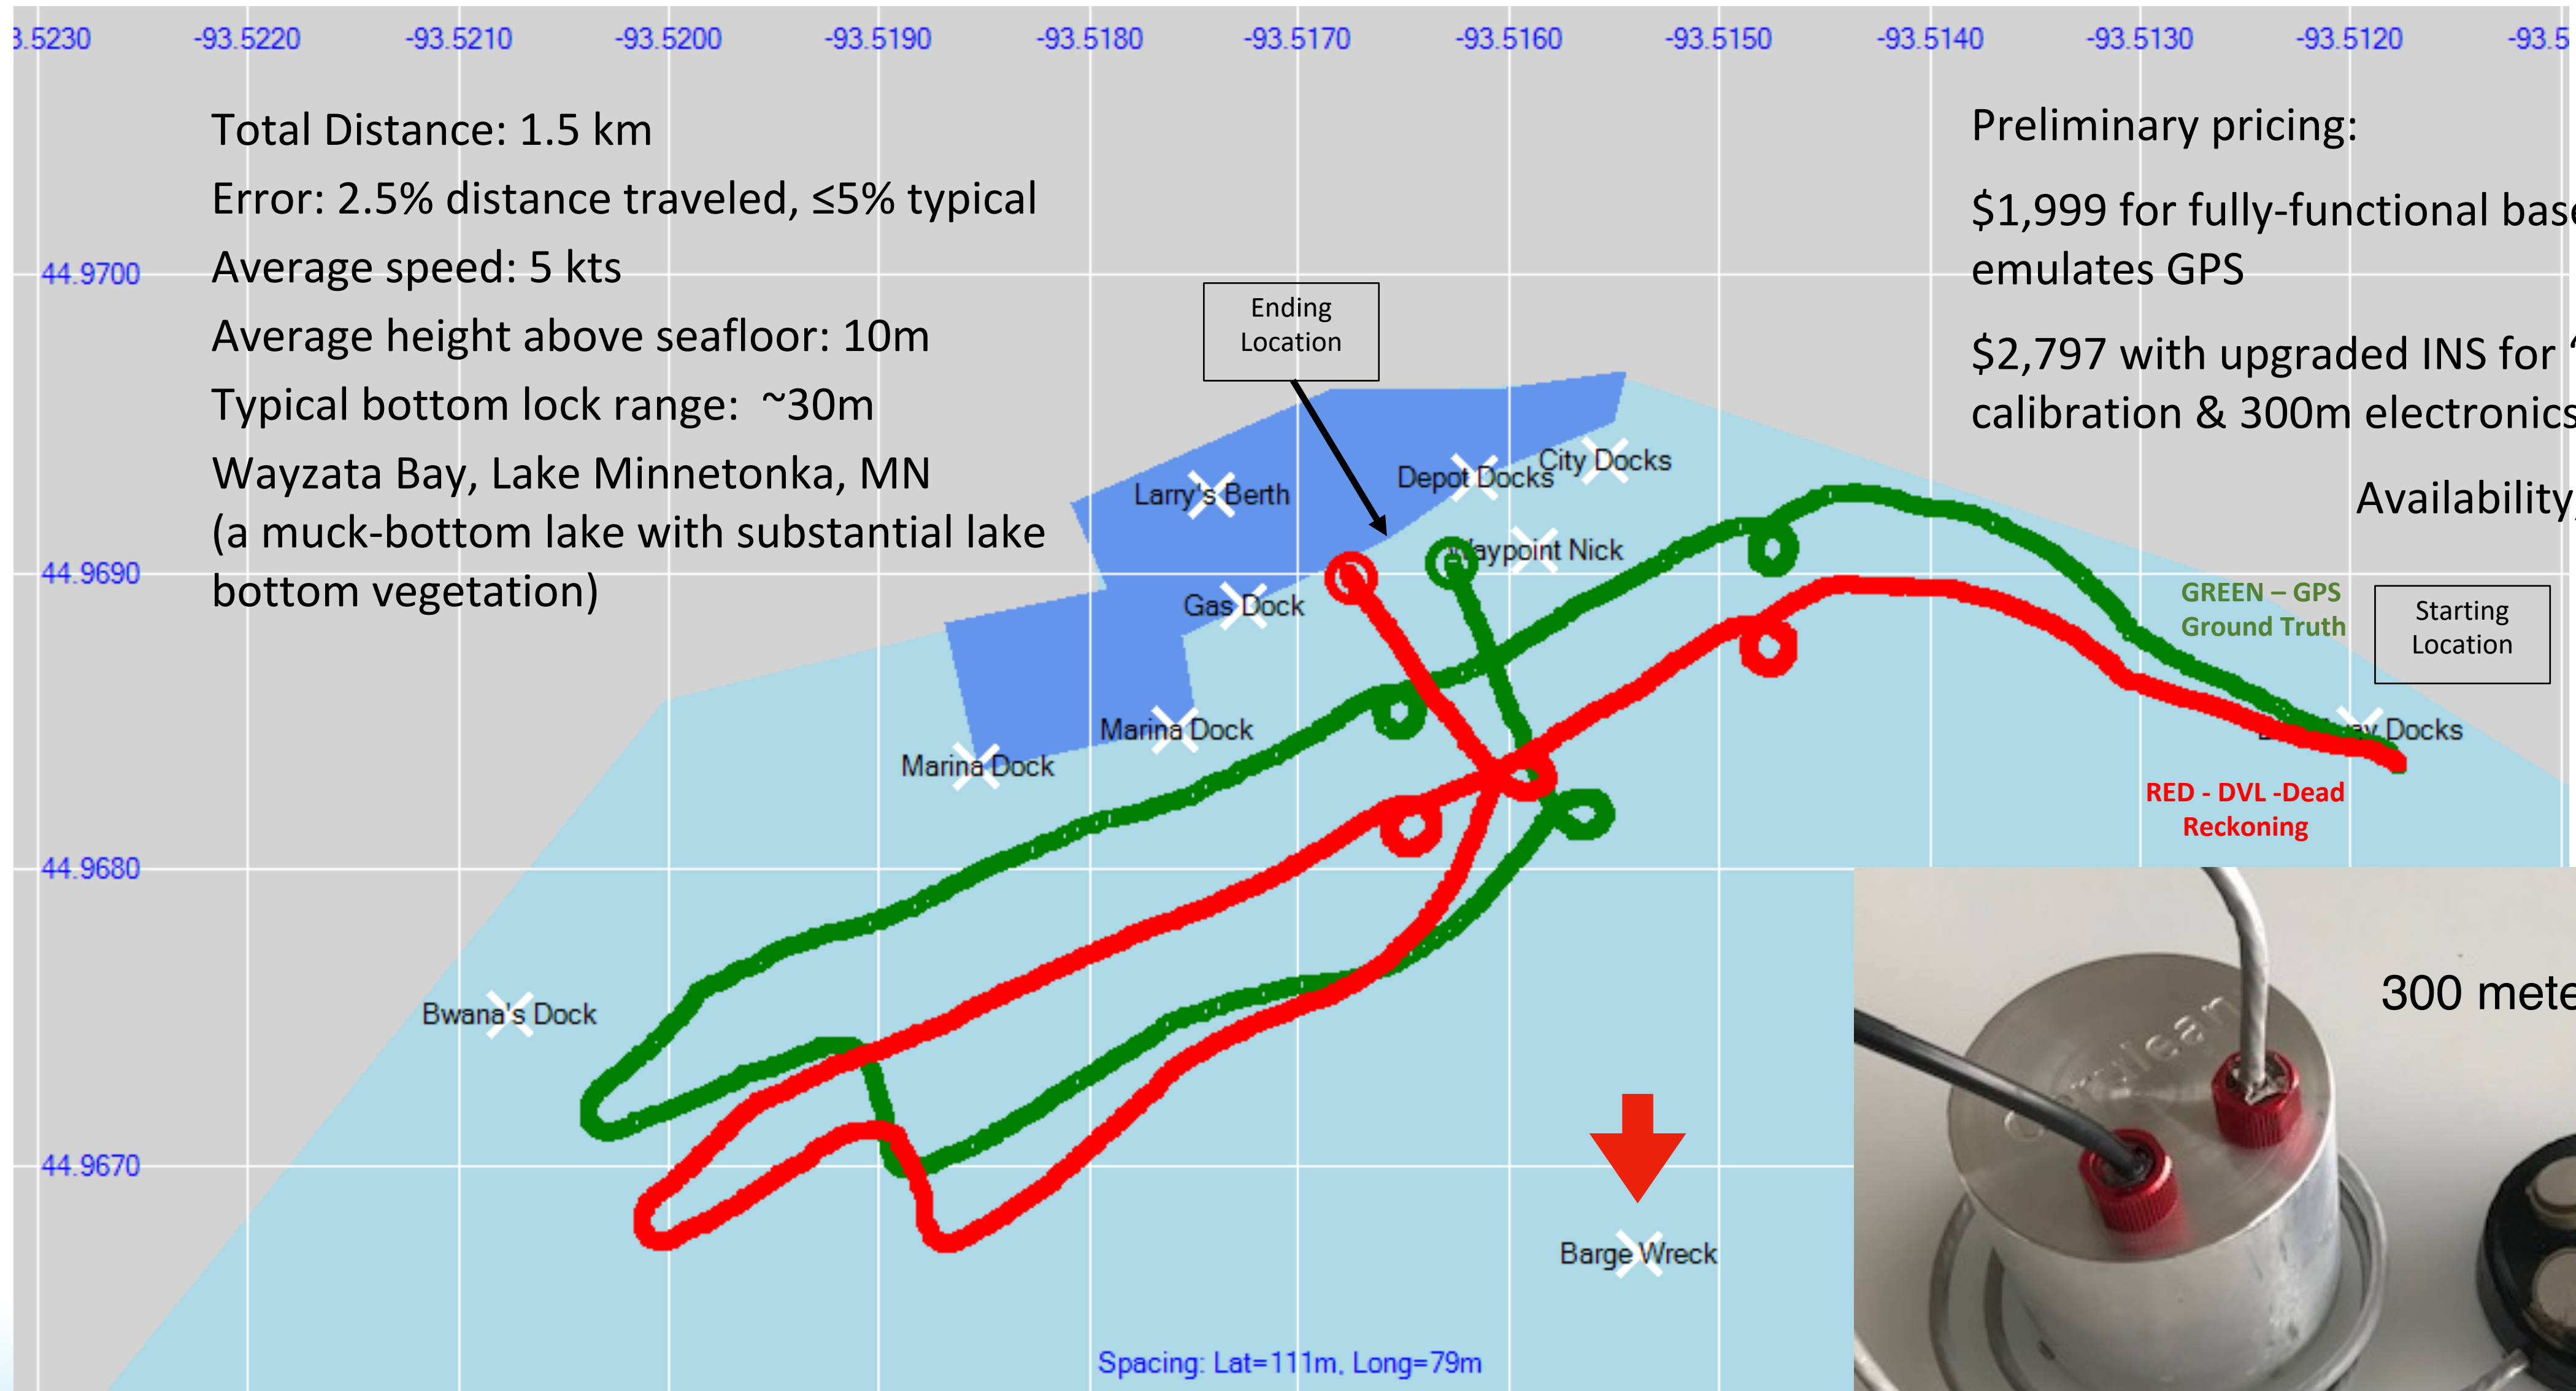 -93.5220 -93.5210 -93.5200 -93.5190 -93.5180 -93.5170 -93.5160 -93.5150 -93.5140 -93.5130 -93.5120
Total Distance: 1.5 km
Error: 2.5% distance traveled, ≤5% typical
Average speed: 5 kts
Average height above seafloor: 10m
Typical bottom lock range: ~30m
Wayzata Bay, Lake Minnetonka, MN
(a muck-bottom lake with substantial lake
bottom vegetation)
Preliminary pricing:
$1,999 for fully-functional
emulates GPS
$2,797 with upgraded INS for
calibration & 300m electronics
Availability
44.9700
44.9690
44.9680
44.9670
Ending
Location
Larry's Berth
Depot Docks
City Docks
Waypoint Nick
Gas Dock
Marina Dock
Marina Dock
Bwana's Dock
Barge Wreck
Docks
GREEN – GPS
Ground Truth
Starting
Location
RED - DVL -Dead
Reckoning
300
cerulean
Spacing: Lat=111m, Long=79m